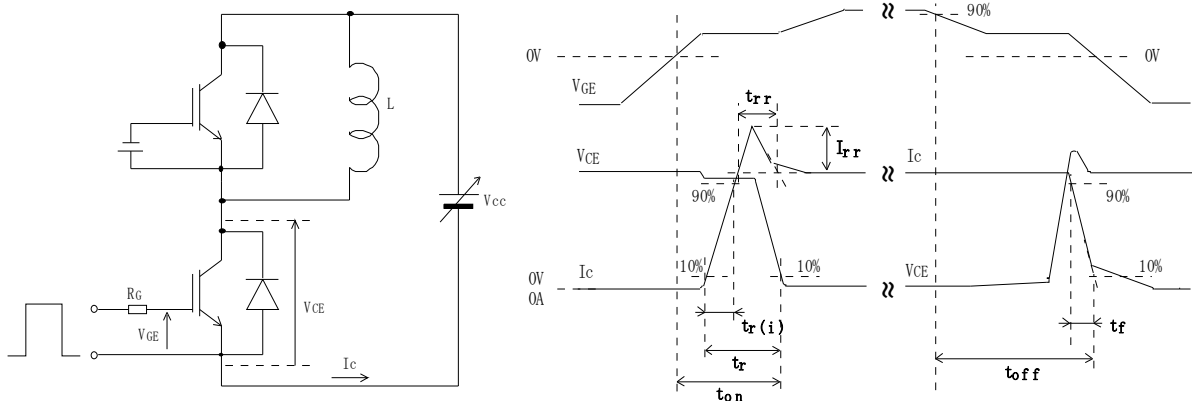 L
Vcc
RG
VGE
VCE
Ic
0V
VGE
90%
0V
trr
Irr
VCE
Ic
90%
90%
10%
10%
VCE
10%
0V
0A
Ic
tr(i)
tf
tr
toff
ton